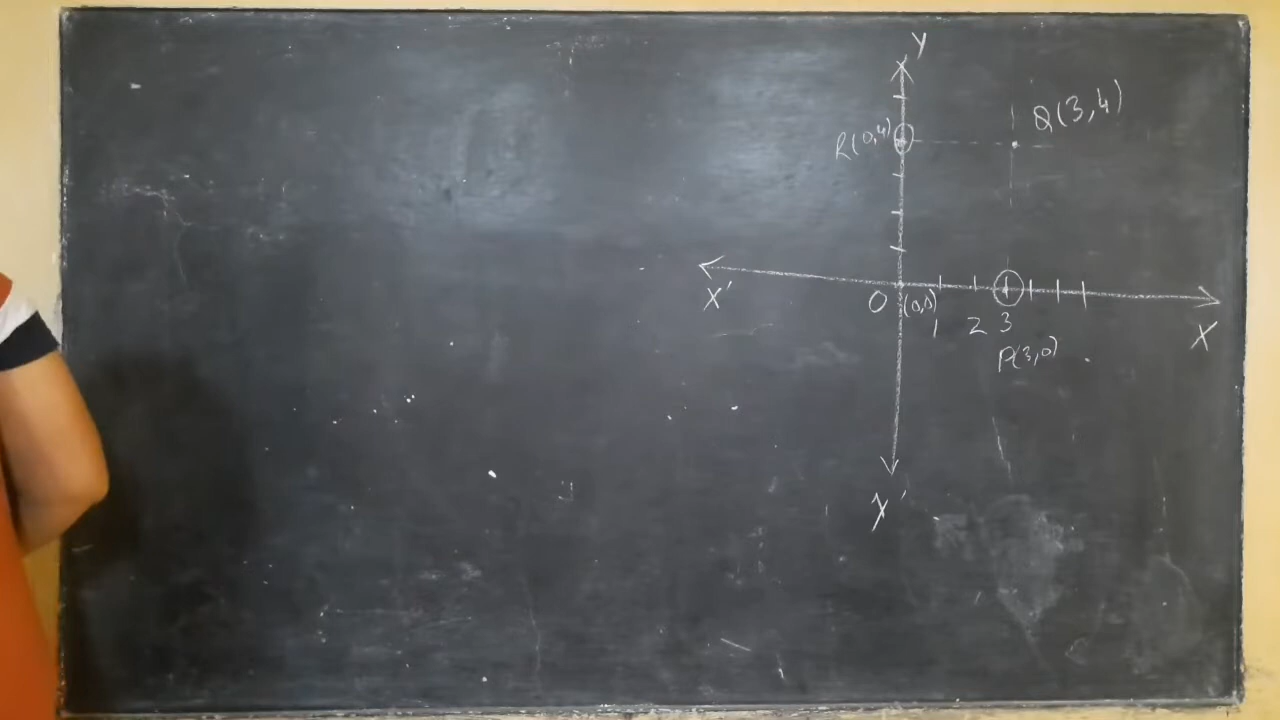 Y
Q(3,4)
R(0,4)
X'
O (0,0)
1 2 3
X
P(3,0)
Y'